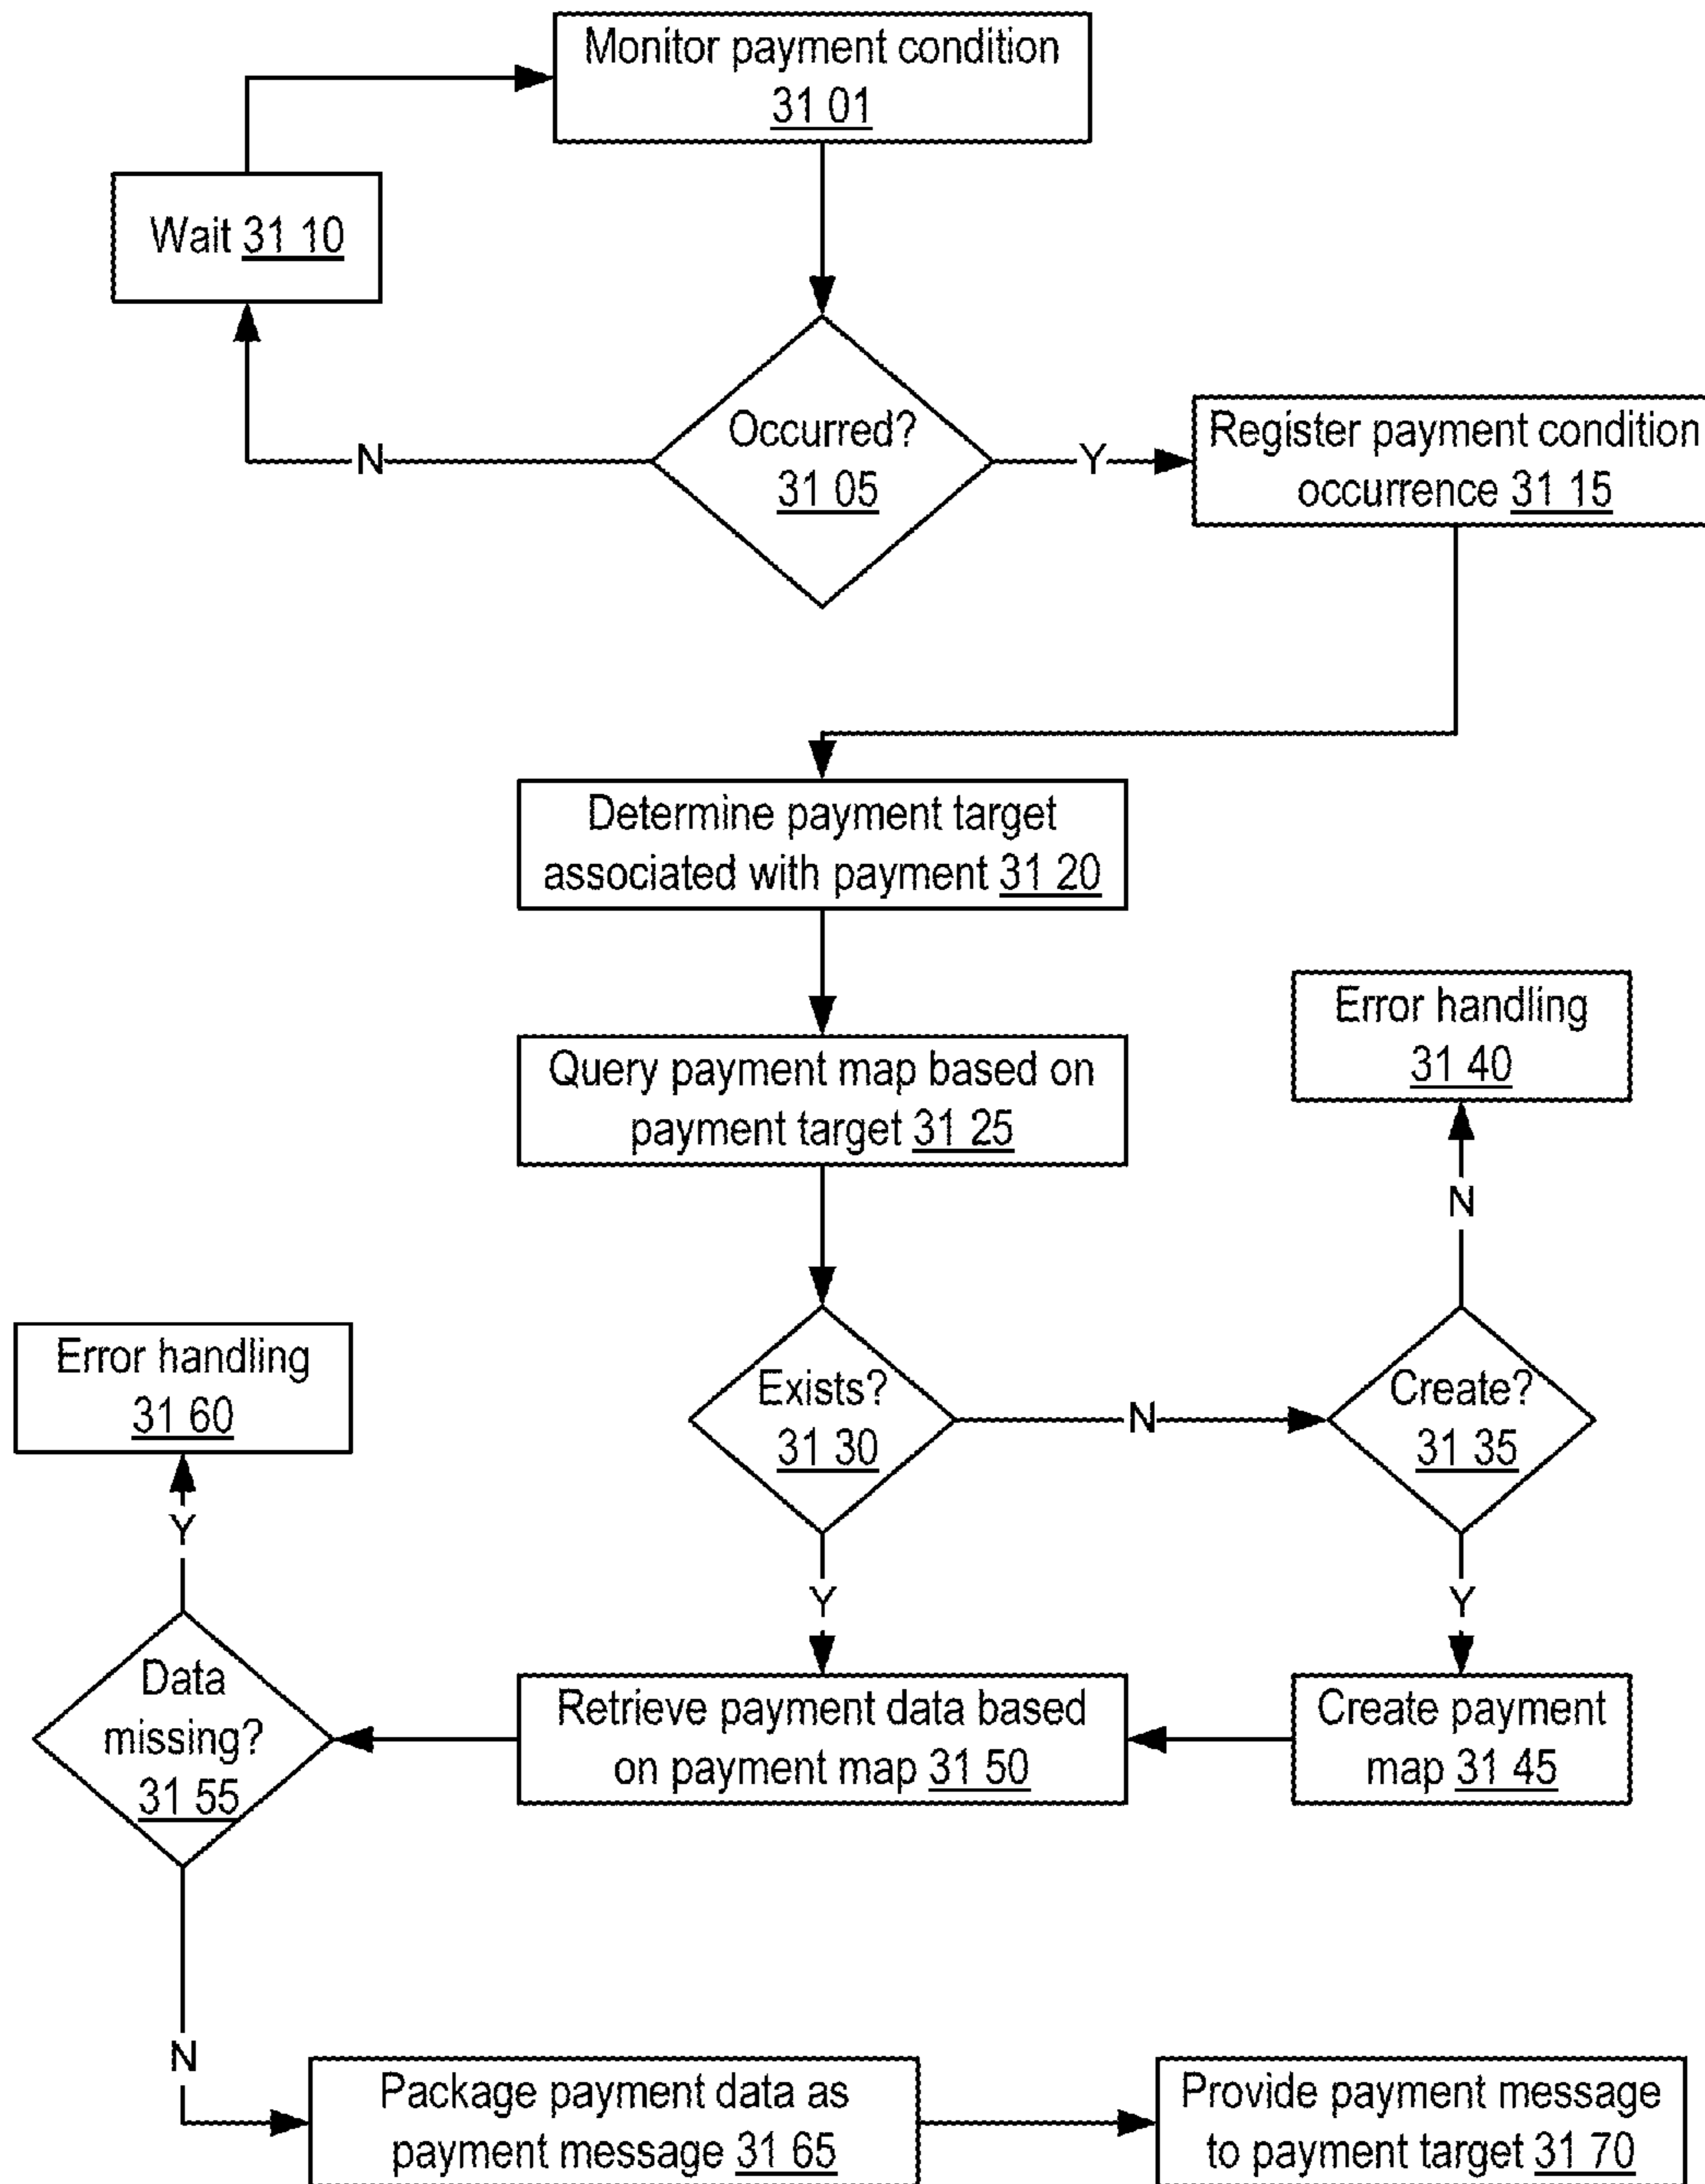 Monitor payment condition
31 01
Wait 31 10
Occurred?
31 05
N
Y
Register payment condition
occurrence 31 15
Determine payment target
associated with payment 31 20
Query payment map based on
payment target 31 25
Error handling
31 40
N
Error handling
31 60
Exists?
31 30
N
Create?
31 35
Y
Y
Y
Data
missing?
31 55
Retrieve payment data based
on payment map 31 50
Create payment
map 31 45
N
Package payment data as
payment message 31 65
Provide payment message
to payment target 31 70